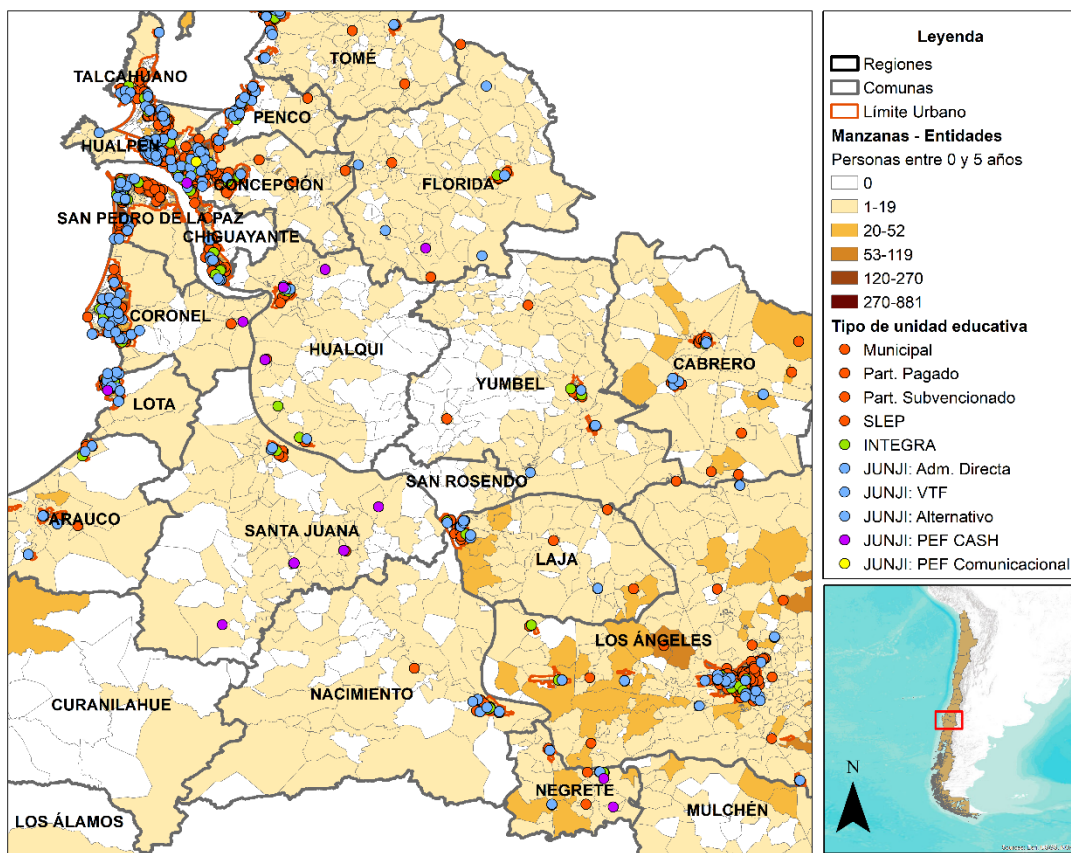 TOMÉ
TALCAHUANO
PENCO
HUALPÉN
CONCEPCIÓN
FLORIDA
SAN PEDRO DE LA PAZ
CHIGUAYANTE
CORONEL
HUALQUI
CABRERO
YUMBEL
LOTA
SAN ROSENDO
ARAUCO
SANTA JUANA
LAJA
LOS ÁNGELES
NACIMIENTO
CURANILAHUE
NEGRETE
MULCHÉN
LOS ÁLAMOS
Leyenda
Regiones
Comunas
Límite Urbano
Manzanas - Entidades
Personas entre 0 y 5 años
0
1-19
20-52
53-119
120-270
270-881
Tipo de unidad educativa
Municipal
Part. Pagado
Part. Subvencionado
SLEP
INTEGRA
JUNJI: Adm. Directa
JUNJI: VTF
JUNJI: Alternativo
JUNJI: PEF CASH
JUNJI: PEF Comunicacional
N